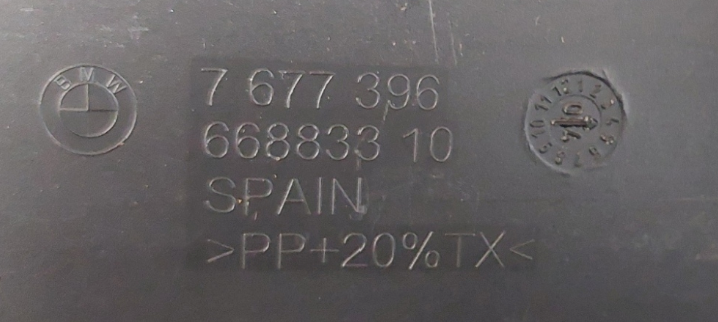 BMW
7 677 396
668833 10
SPAIN
>PP+20%TX<